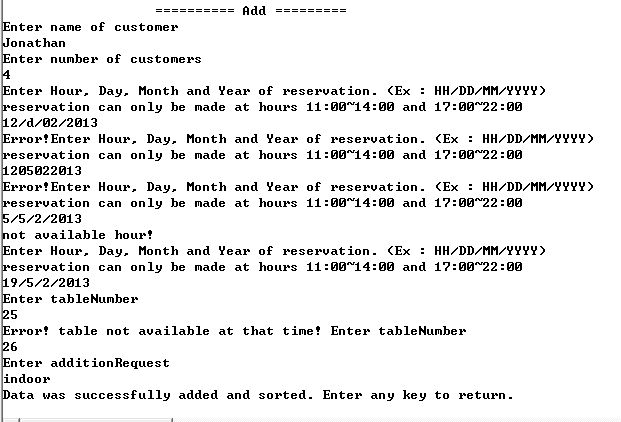 ========== Add =========
Enter name of customer
Jonathan
Enter number of customers
4
Enter Hour, Day, Month and Year of reservation. (Ex : HH/DD/MM/YYYY)
reservation can only be made at hours 11:00~14:00 and 17:00~22:00
12/d/02/2013
Error!Enter Hour, Day, Month and Year of reservation. (Ex : HH/DD/MM/YYYY)
reservation can only be made at hours 11:00~14:00 and 17:00~22:00
1205022013
Error!Enter Hour, Day, Month and Year of reservation. (Ex : HH/DD/MM/YYYY)
reservation can only be made at hours 11:00~14:00 and 17:00~22:00
5/5/2/2013
not available hour!
Enter Hour, Day, Month and Year of reservation. (Ex : HH/DD/MM/YYYY)
reservation can only be made at hours 11:00~14:00 and 17:00~22:00
19/5/2/2013
Enter tableNumber
25
Error! table not available at that time! Enter tableNumber
26
Enter additionRequest
indoor
Data was successfully added and sorted. Enter any key to return.